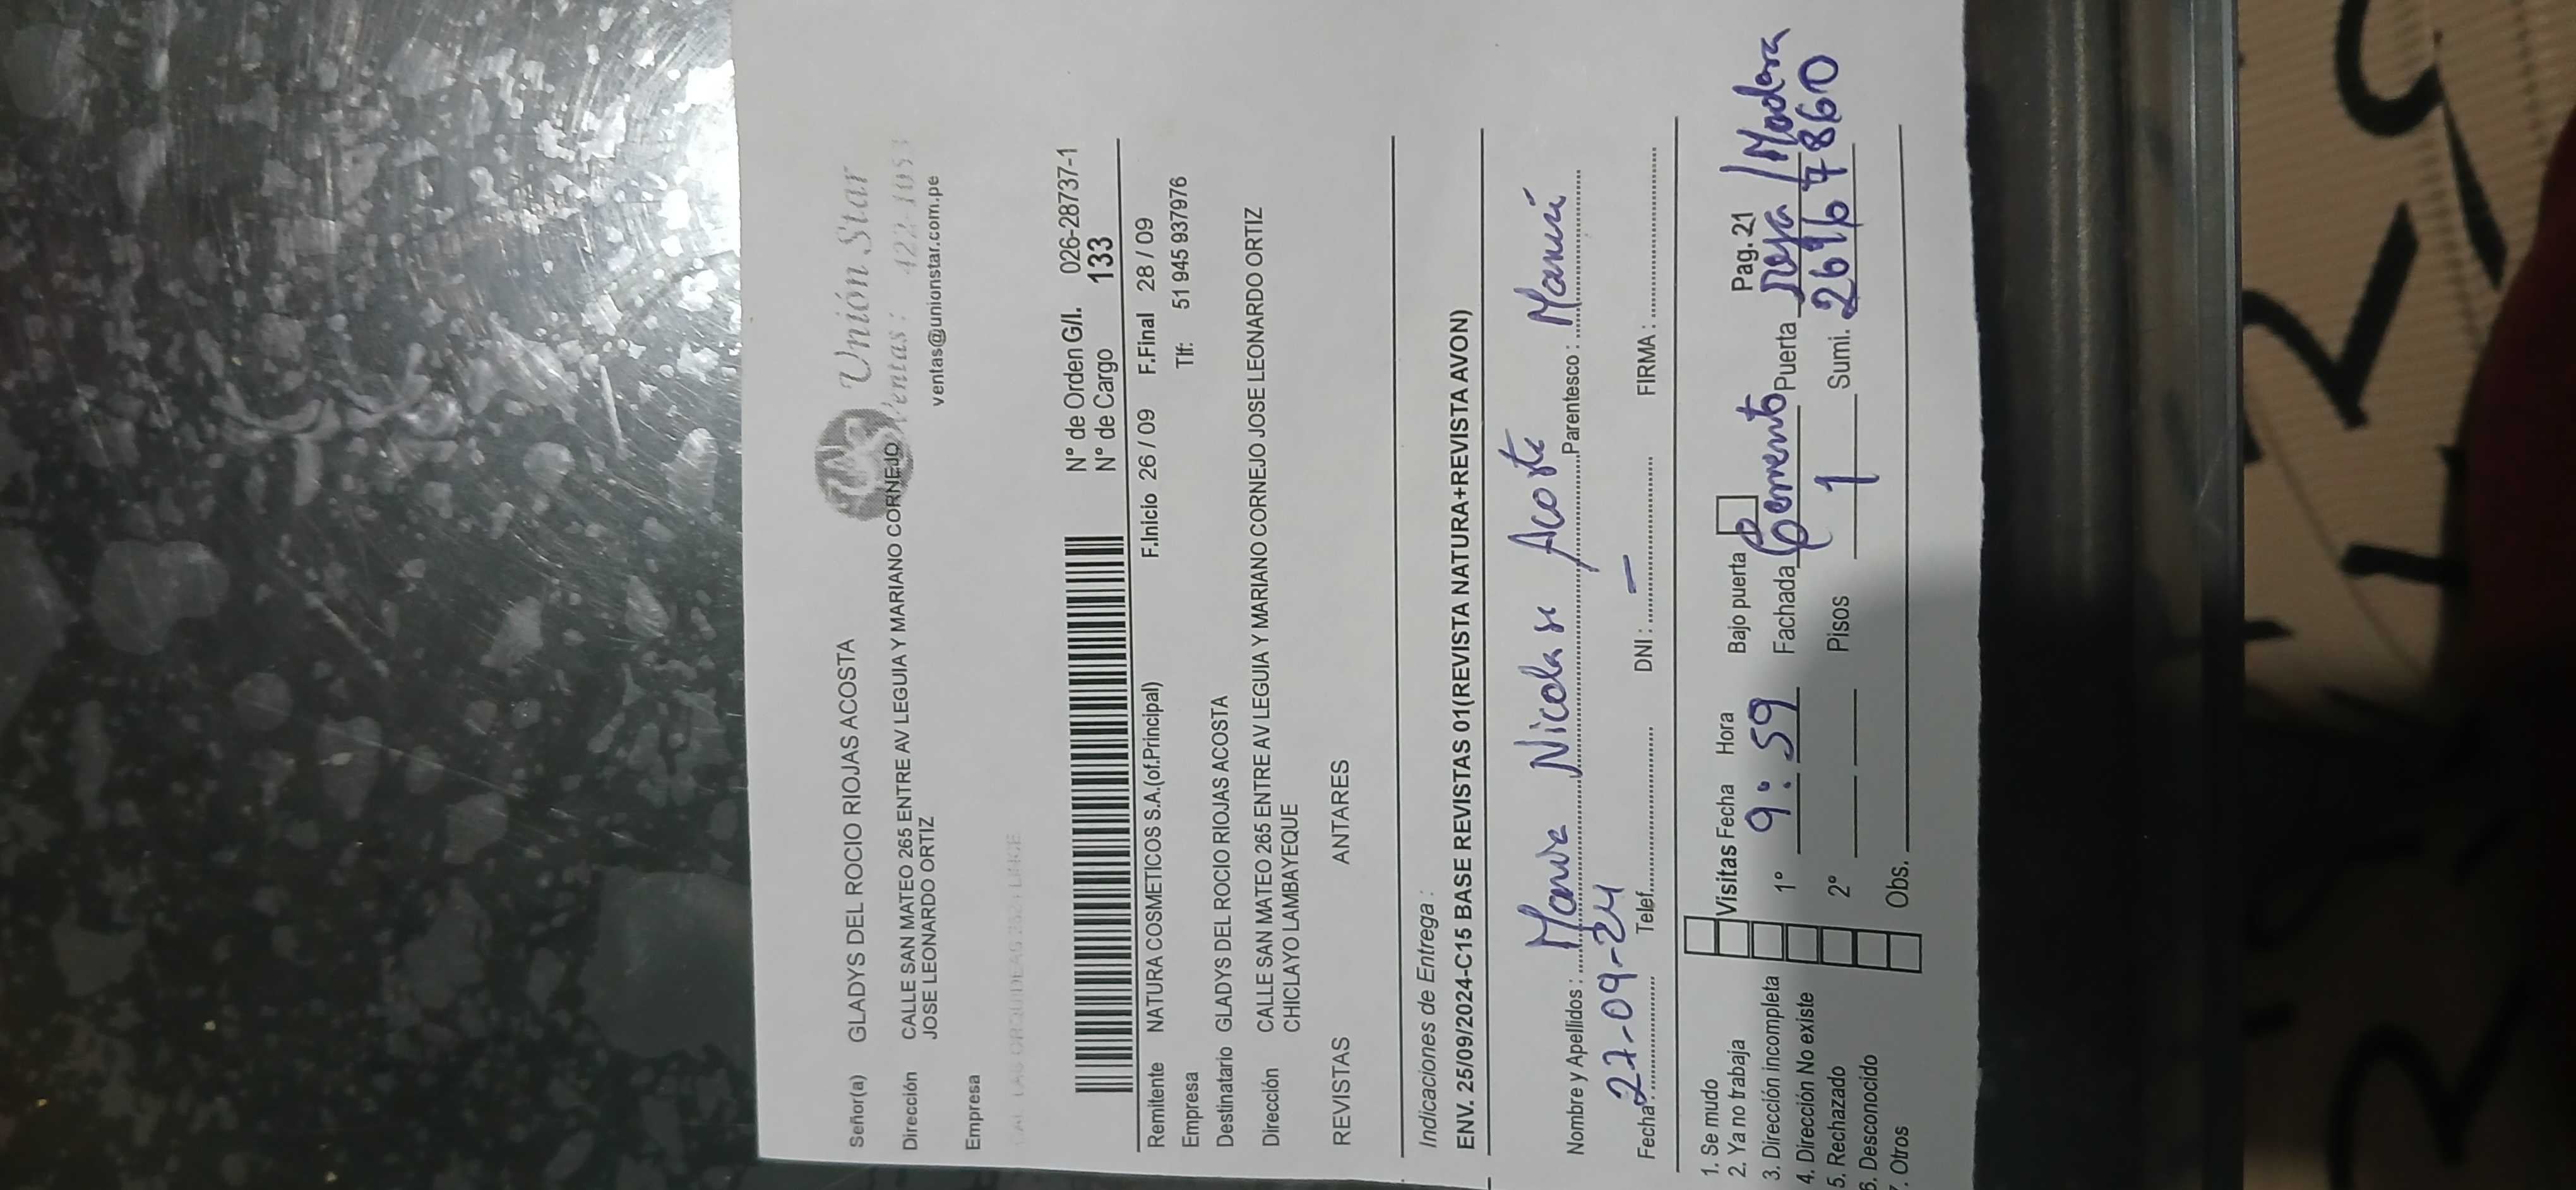 Unión Star
Ventas: 422-1053
ventas@unionstar.com.pe
Señor(a) GLADYS DEL ROCIO RIOJAS ACOSTA
Dirección CALLE SAN MATEO 265 ENTRE AV LEGUIA Y MARIANO CORNEJO
JOSE LEONARDO ORTIZ
Empresa
N° de Orden G/I. 026-28737-1
N° de Cargo 133
Remitente NATURA COSMETICOS S.A.(of.Principal) F.Inicio 26 / 09 F.Final 28 / 09
Empresa Tlf: 51 945 937976
Destinatario GLADYS DEL ROCIO RIOJAS ACOSTA
Dirección CALLE SAN MATEO 265 ENTRE AV LEGUIA Y MARIANO CORNEJO JOSE LEONARDO ORTIZ
CHICLAYO LAMBAYEQUE
REVISTAS ANTARES
Indicaciones de Entrega :
ENV. 25/09/2024-C15 BASE REVISTAS 01(REVISTA NATURA+REVISTA AVON)
Nombre y Apellidos : Acosta Parentesco : Mamá
Fecha: 27-09-24 Telef. DNI : – FIRMA :
1. Se mudo
2. Ya no trabaja
3. Dirección incompleta
4. Dirección No existe
5. Rechazado
6. Desconocido
7. Otros
Visitas Fecha Hora Bajo puerta Pag. 21
1° 9:59 Fachada Cemento Puerta reja/Madera
2° Pisos 1 Sumi.
Obs.